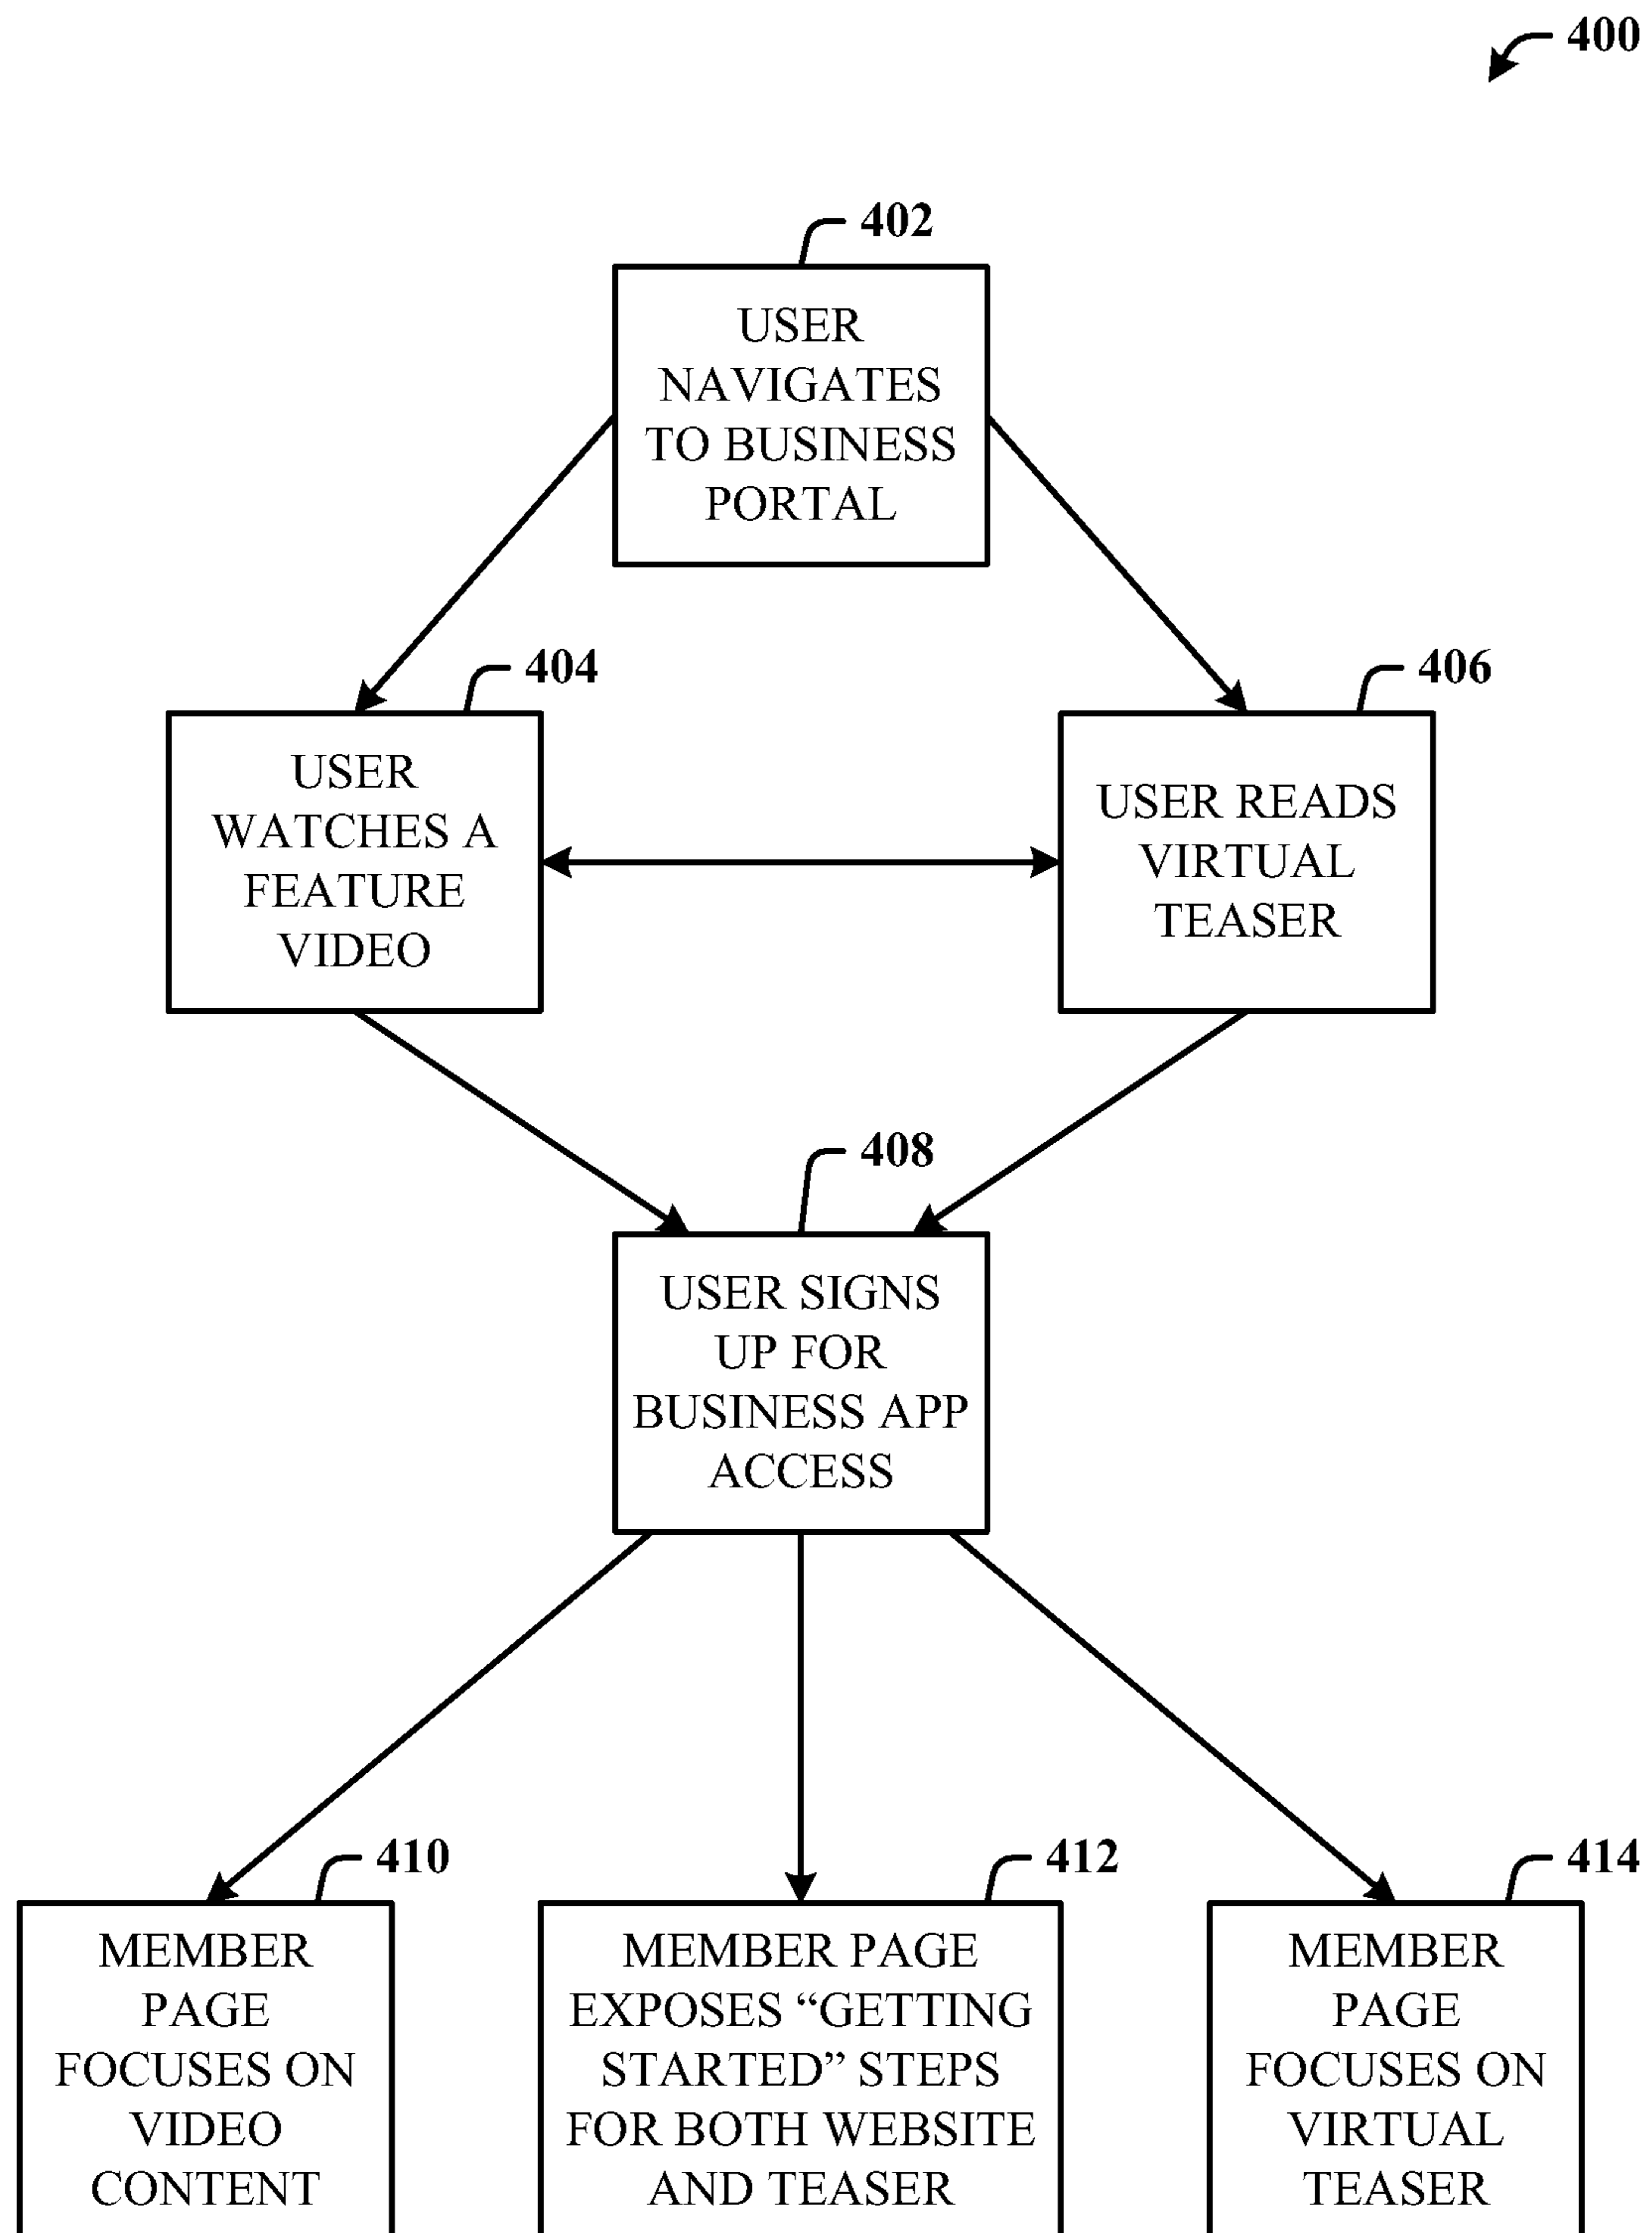 400
402
USER
NAVIGATES
TO BUSINESS
PORTAL
404
USER
WATCHES A
FEATURE
VIDEO
406
USER READS
VIRTUAL
TEASER
408
USER SIGNS
UP FOR
BUSINESS APP
ACCESS
410
MEMBER
PAGE
FOCUSES ON
VIDEO
CONTENT
412
MEMBER PAGE
EXPOSES “GETTING
STARTED” STEPS
FOR BOTH WEBSITE
AND TEASER
414
MEMBER
PAGE
FOCUSES ON
VIRTUAL
TEASER